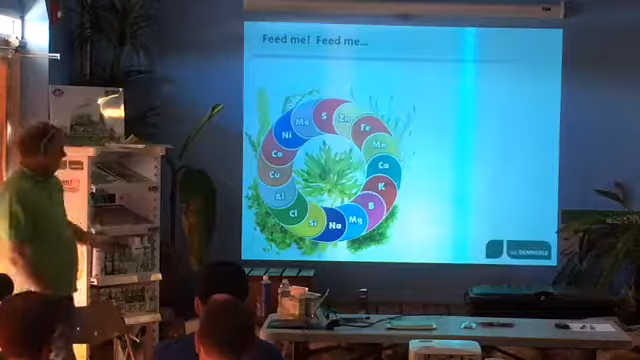 Feed me! Feed me...
S
Zn
Fe
Mn
Ca
K
B
Mg
Na
Si
Cl
Al
Cu
Co
Ni
Mo
DENNERLE